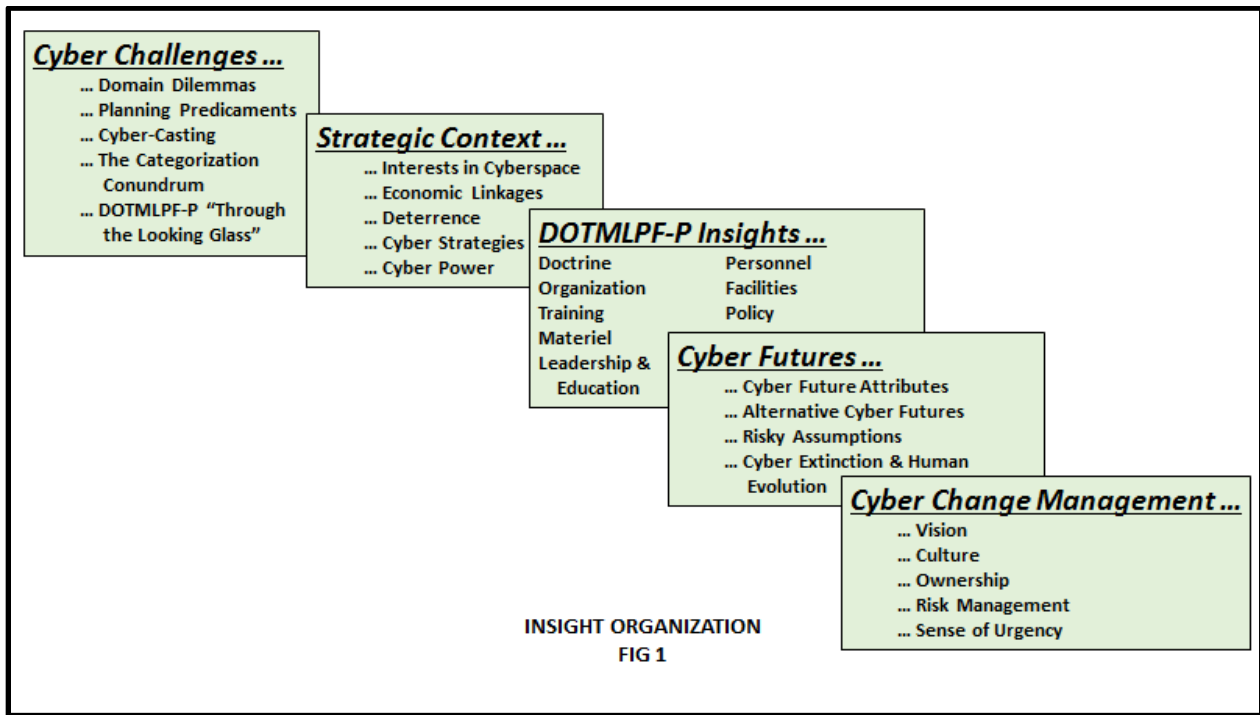 Cyber Challenges ...
... Domain Dilemmas
... Planning Predicaments
... Cyber-Casting
... The Categorization
Conundrum
... DOTMLPF-P “Through
the Looking Glass”
Strategic Context ...
... Interests in Cyberspace
... Economic Linkages
... Deterrence
... Cyber Strategies
... Cyber Power
DOTMLPF-P Insights ...
Doctrine
Organization
Training
Materiel
Leadership &
Education
Personnel
Facilities
Policy
Cyber Futures ...
... Cyber Future Attributes
... Alternative Cyber Futures
... Risky Assumptions
... Cyber Extinction & Human
Evolution
Cyber Change Management ...
... Vision
... Culture
... Ownership
... Risk Management
... Sense of Urgency
INSIGHT ORGANIZATION
FIG 1